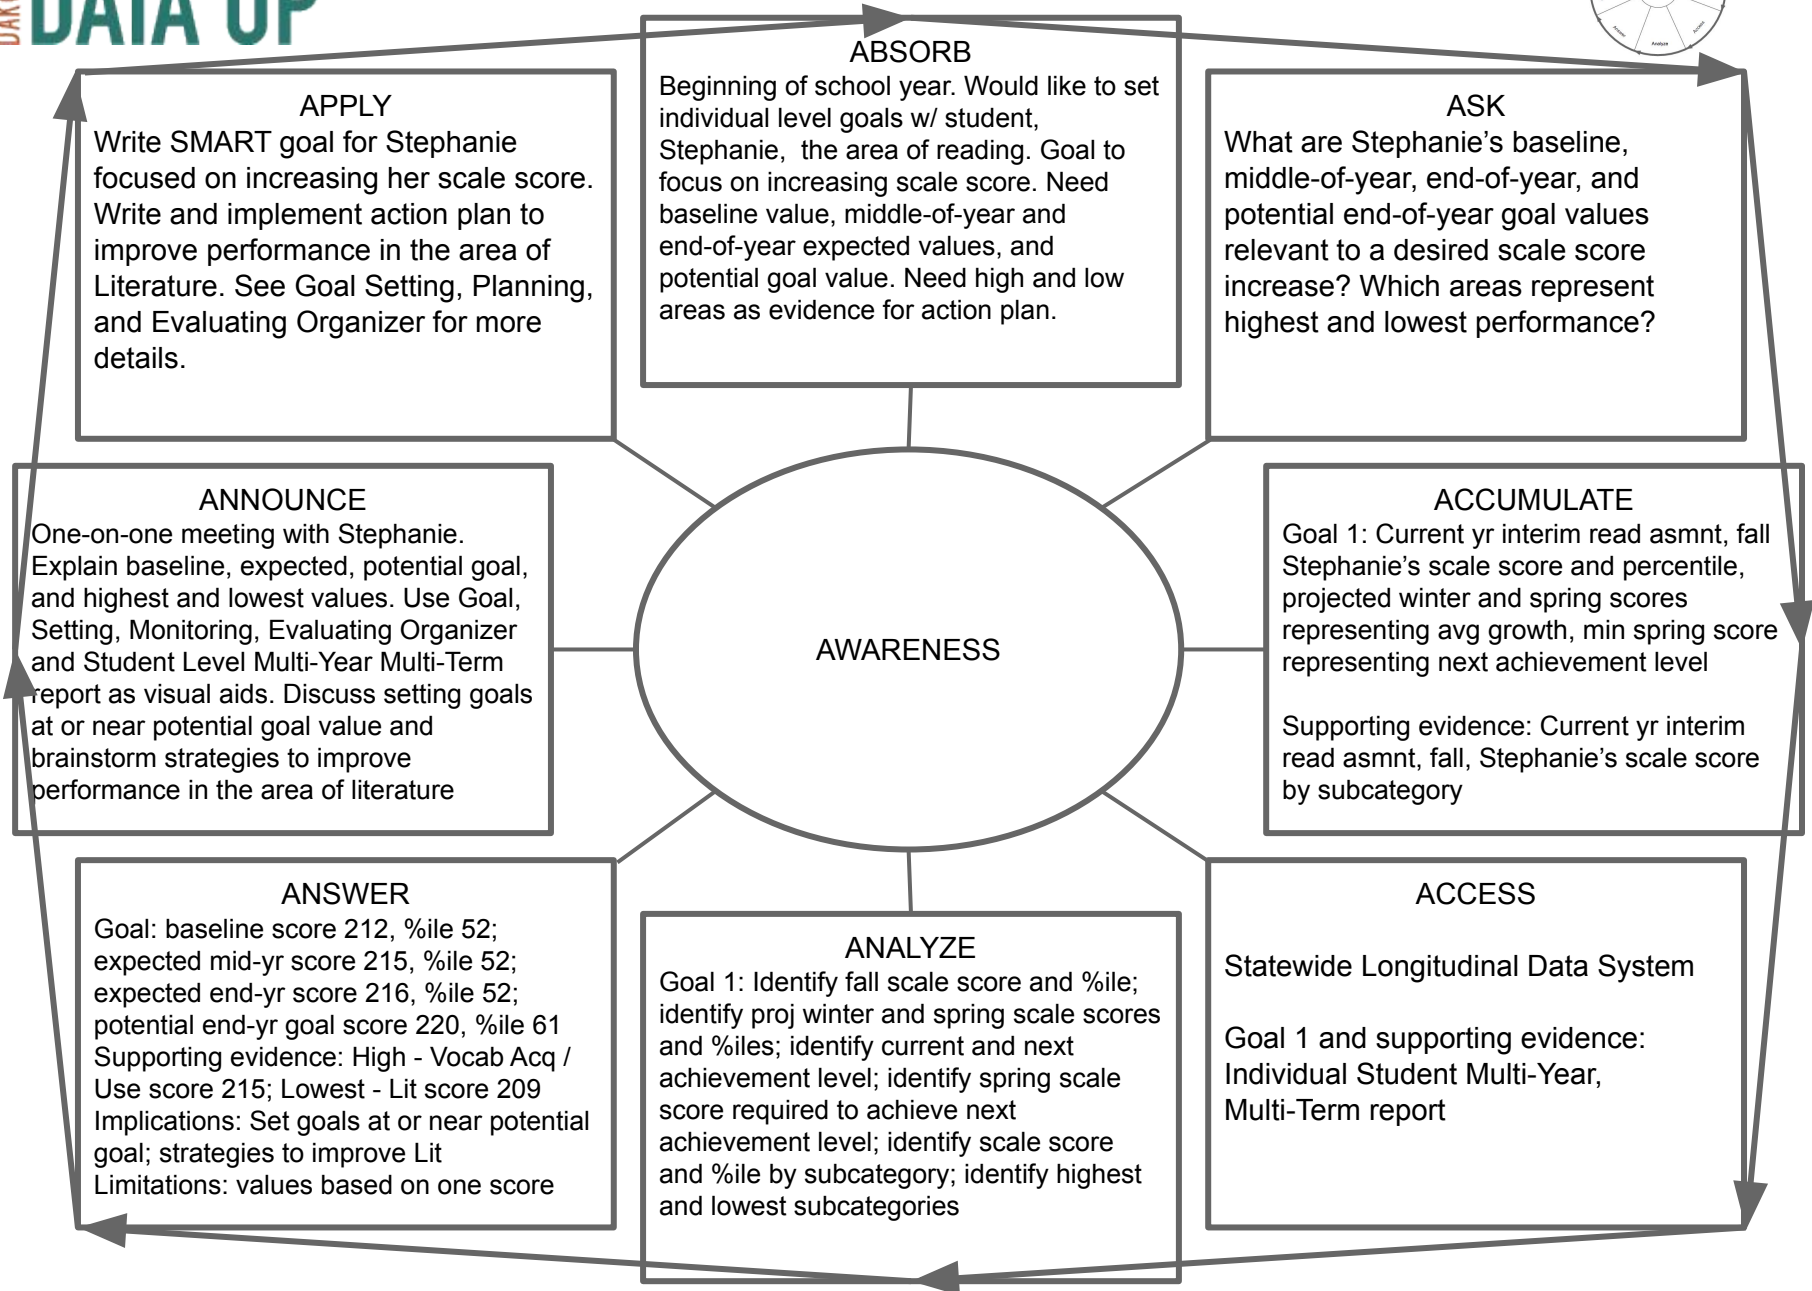 DATA UP
Answer
Analyze
Access
ABSORB
Beginning of school year. Would like to set
individual level goals w/ student,
Stephanie,  the area of reading. Goal to
focus on increasing scale score. Need
baseline value, middle-of-year and
end-of-year expected values, and
potential goal value. Need high and low
areas as evidence for action plan.
ASK
What are Stephanie’s baseline,
middle-of-year, end-of-year, and
potential end-of-year goal values
relevant to a desired scale score
increase? Which areas represent
highest and lowest performance?
ACCUMULATE
Goal 1: Current yr interim read asmnt, fall
Stephanie’s scale score and percentile,
projected winter and spring scores
representing avg growth, min spring score
representing next achievement level
Supporting evidence: Current yr interim
read asmnt, fall, Stephanie’s scale score
by subcategory
ACCESS
Statewide Longitudinal Data System
Goal 1 and supporting evidence:
Individual Student Multi-Year,
Multi-Term report
ANALYZE
Goal 1: Identify fall scale score and %ile;
identify proj winter and spring scale scores
and %iles; identify current and next
achievement level; identify spring scale
score required to achieve next
achievement level; identify scale score
and %ile by subcategory; identify highest
and lowest subcategories
ANSWER
Goal: baseline score 212, %ile 52;
expected mid-yr score 215, %ile 52;
expected end-yr score 216, %ile 52;
potential end-yr goal score 220, %ile 61
Supporting evidence: High - Vocab Acq /
Use score 215; Lowest - Lit score 209
Implications: Set goals at or near potential
goal; strategies to improve Lit
Limitations: values based on one score
ANNOUNCE
One-on-one meeting with Stephanie.
Explain baseline, expected, potential goal,
and highest and lowest values. Use Goal,
Setting, Monitoring, Evaluating Organizer
and Student Level Multi-Year Multi-Term
report as visual aids. Discuss setting goals
at or near potential goal value and
brainstorm strategies to improve
performance in the area of literature
APPLY
Write SMART goal for Stephanie
focused on increasing her scale score.
Write and implement action plan to
improve performance in the area of
Literature. See Goal Setting, Planning,
and Evaluating Organizer for more
details.
AWARENESS